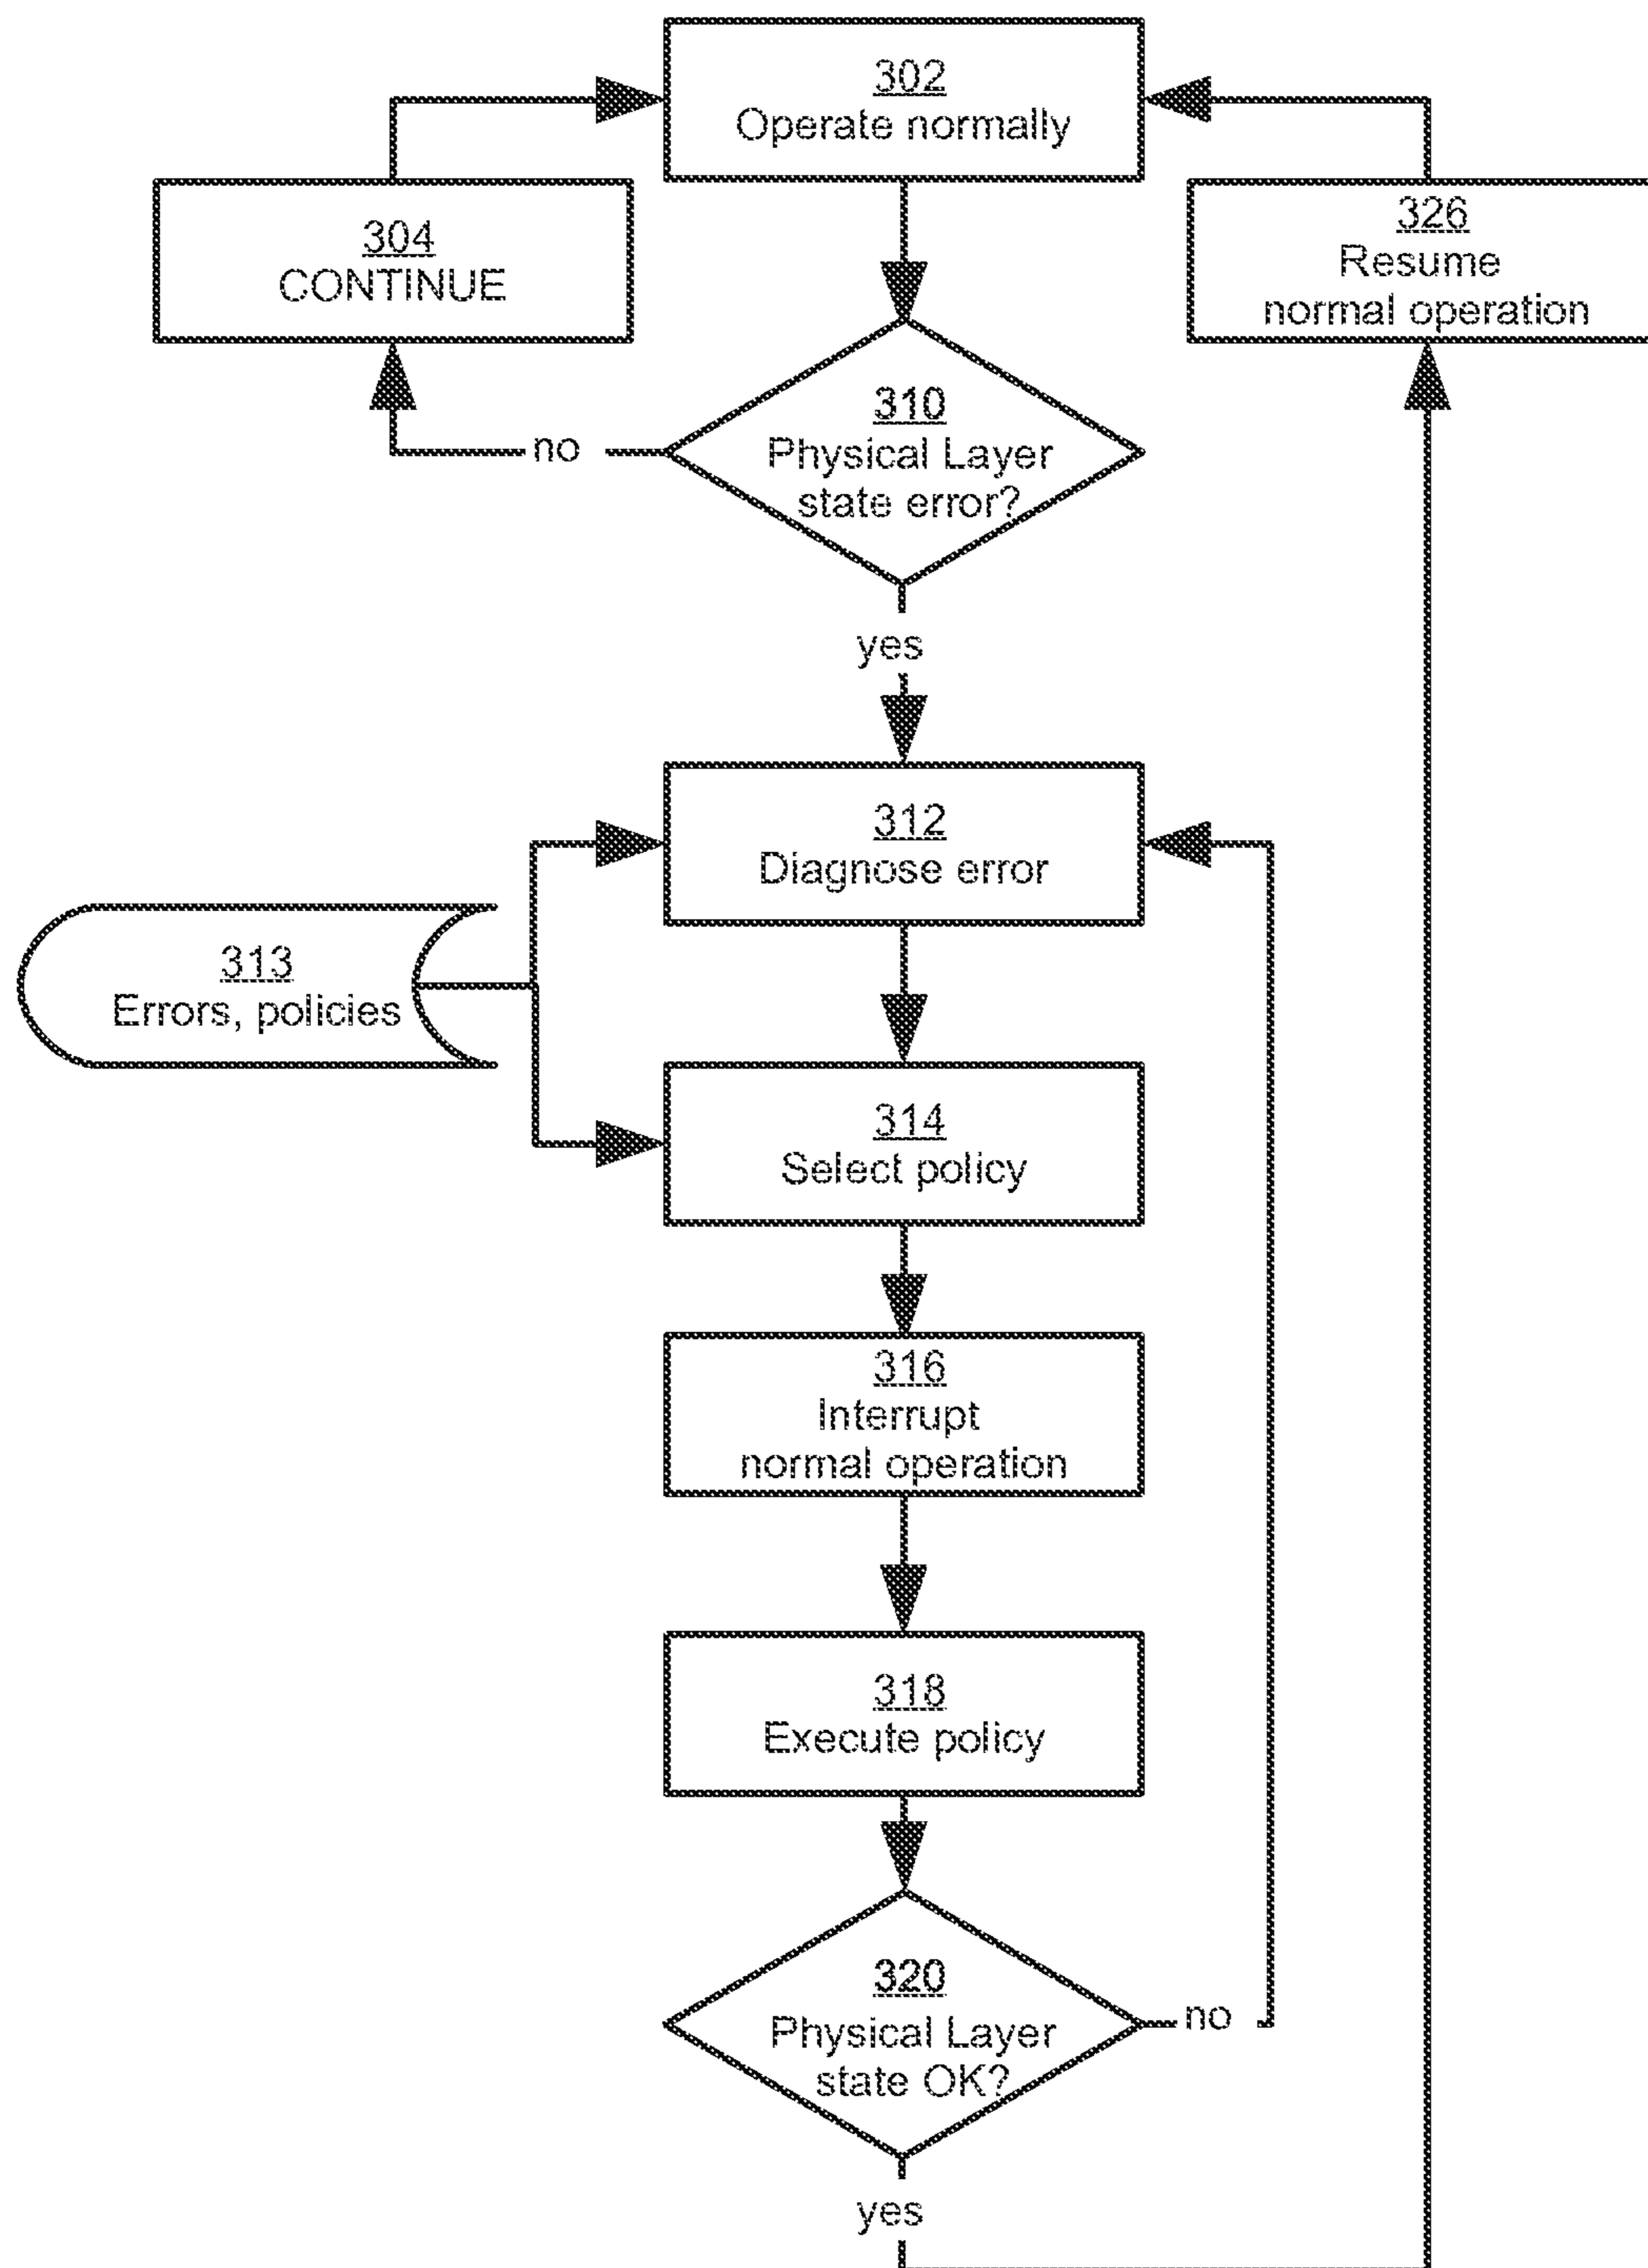 302
Operate normally
304
CONTINUE
326
Resume
normal operation
310
Physical Layer
state error?
no
yes
312
Diagnose error
313
Errors, policies
314
Select policy
316
Interrupt
normal operation
318
Execute policy
320
Physical Layer
state OK?
no
yes